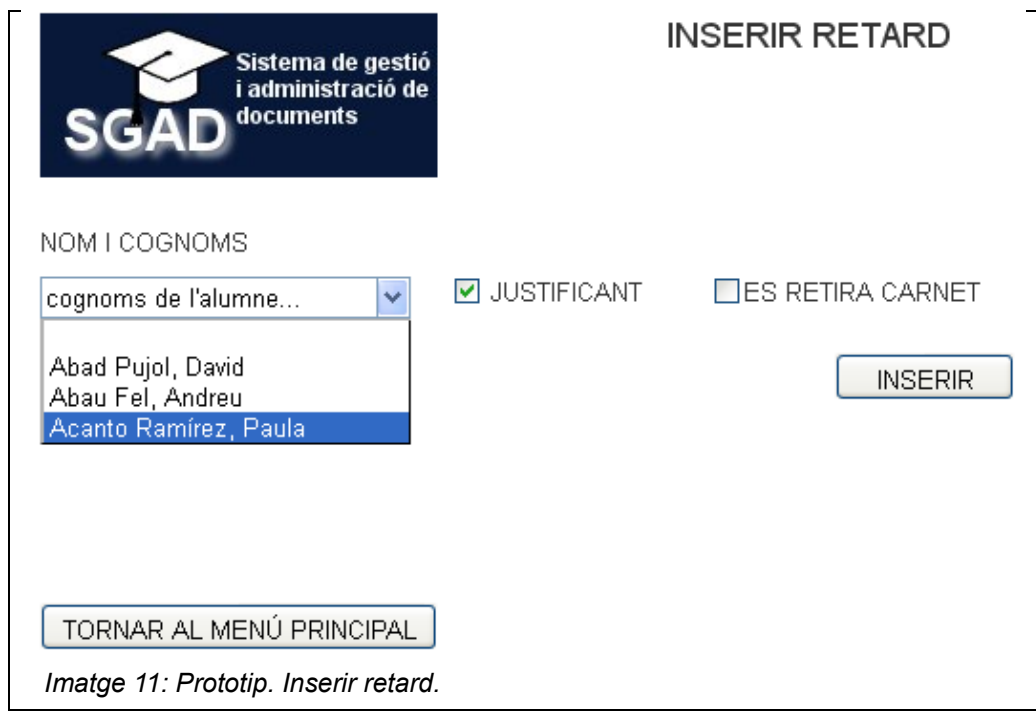 Sistema de gestió
i administració de
documents
SGAD
INSERIR RETARD
NOM I COGNOMS
cognoms de l'alumne...
JUSTIFICANT
ES RETIRA CARNET
Abad Pujol, David
Abau Fel, Andreu
Acanto Ramírez, Paula
INSERIR
TORNAR AL MENÚ PRINCIPAL
Imatge 11: Prototip. Inserir retard.